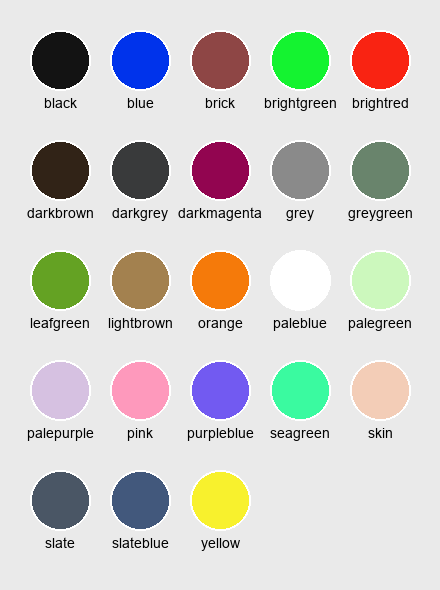 black blue brick brightgreen brightred
darkbrown darkgrey darkmagenta grey greygreen
leafgreen lightbrown orange paleblue palegreen
palepurple pink purpleblue seagreen skin
slate slateblue yellow